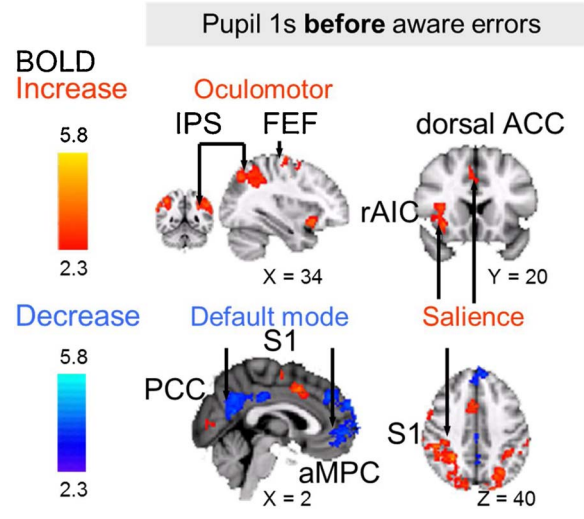 Pupil 1s before aware errors
BOLD
Increase
5.8
2.3
Oculomotor
IPS FEF
X = 34
dorsal ACC
rAIC
Y = 20
Decrease
5.8
2.3
Default mode
S1
PCC
aMPC
X = 2
Salience
S1
Z = 40